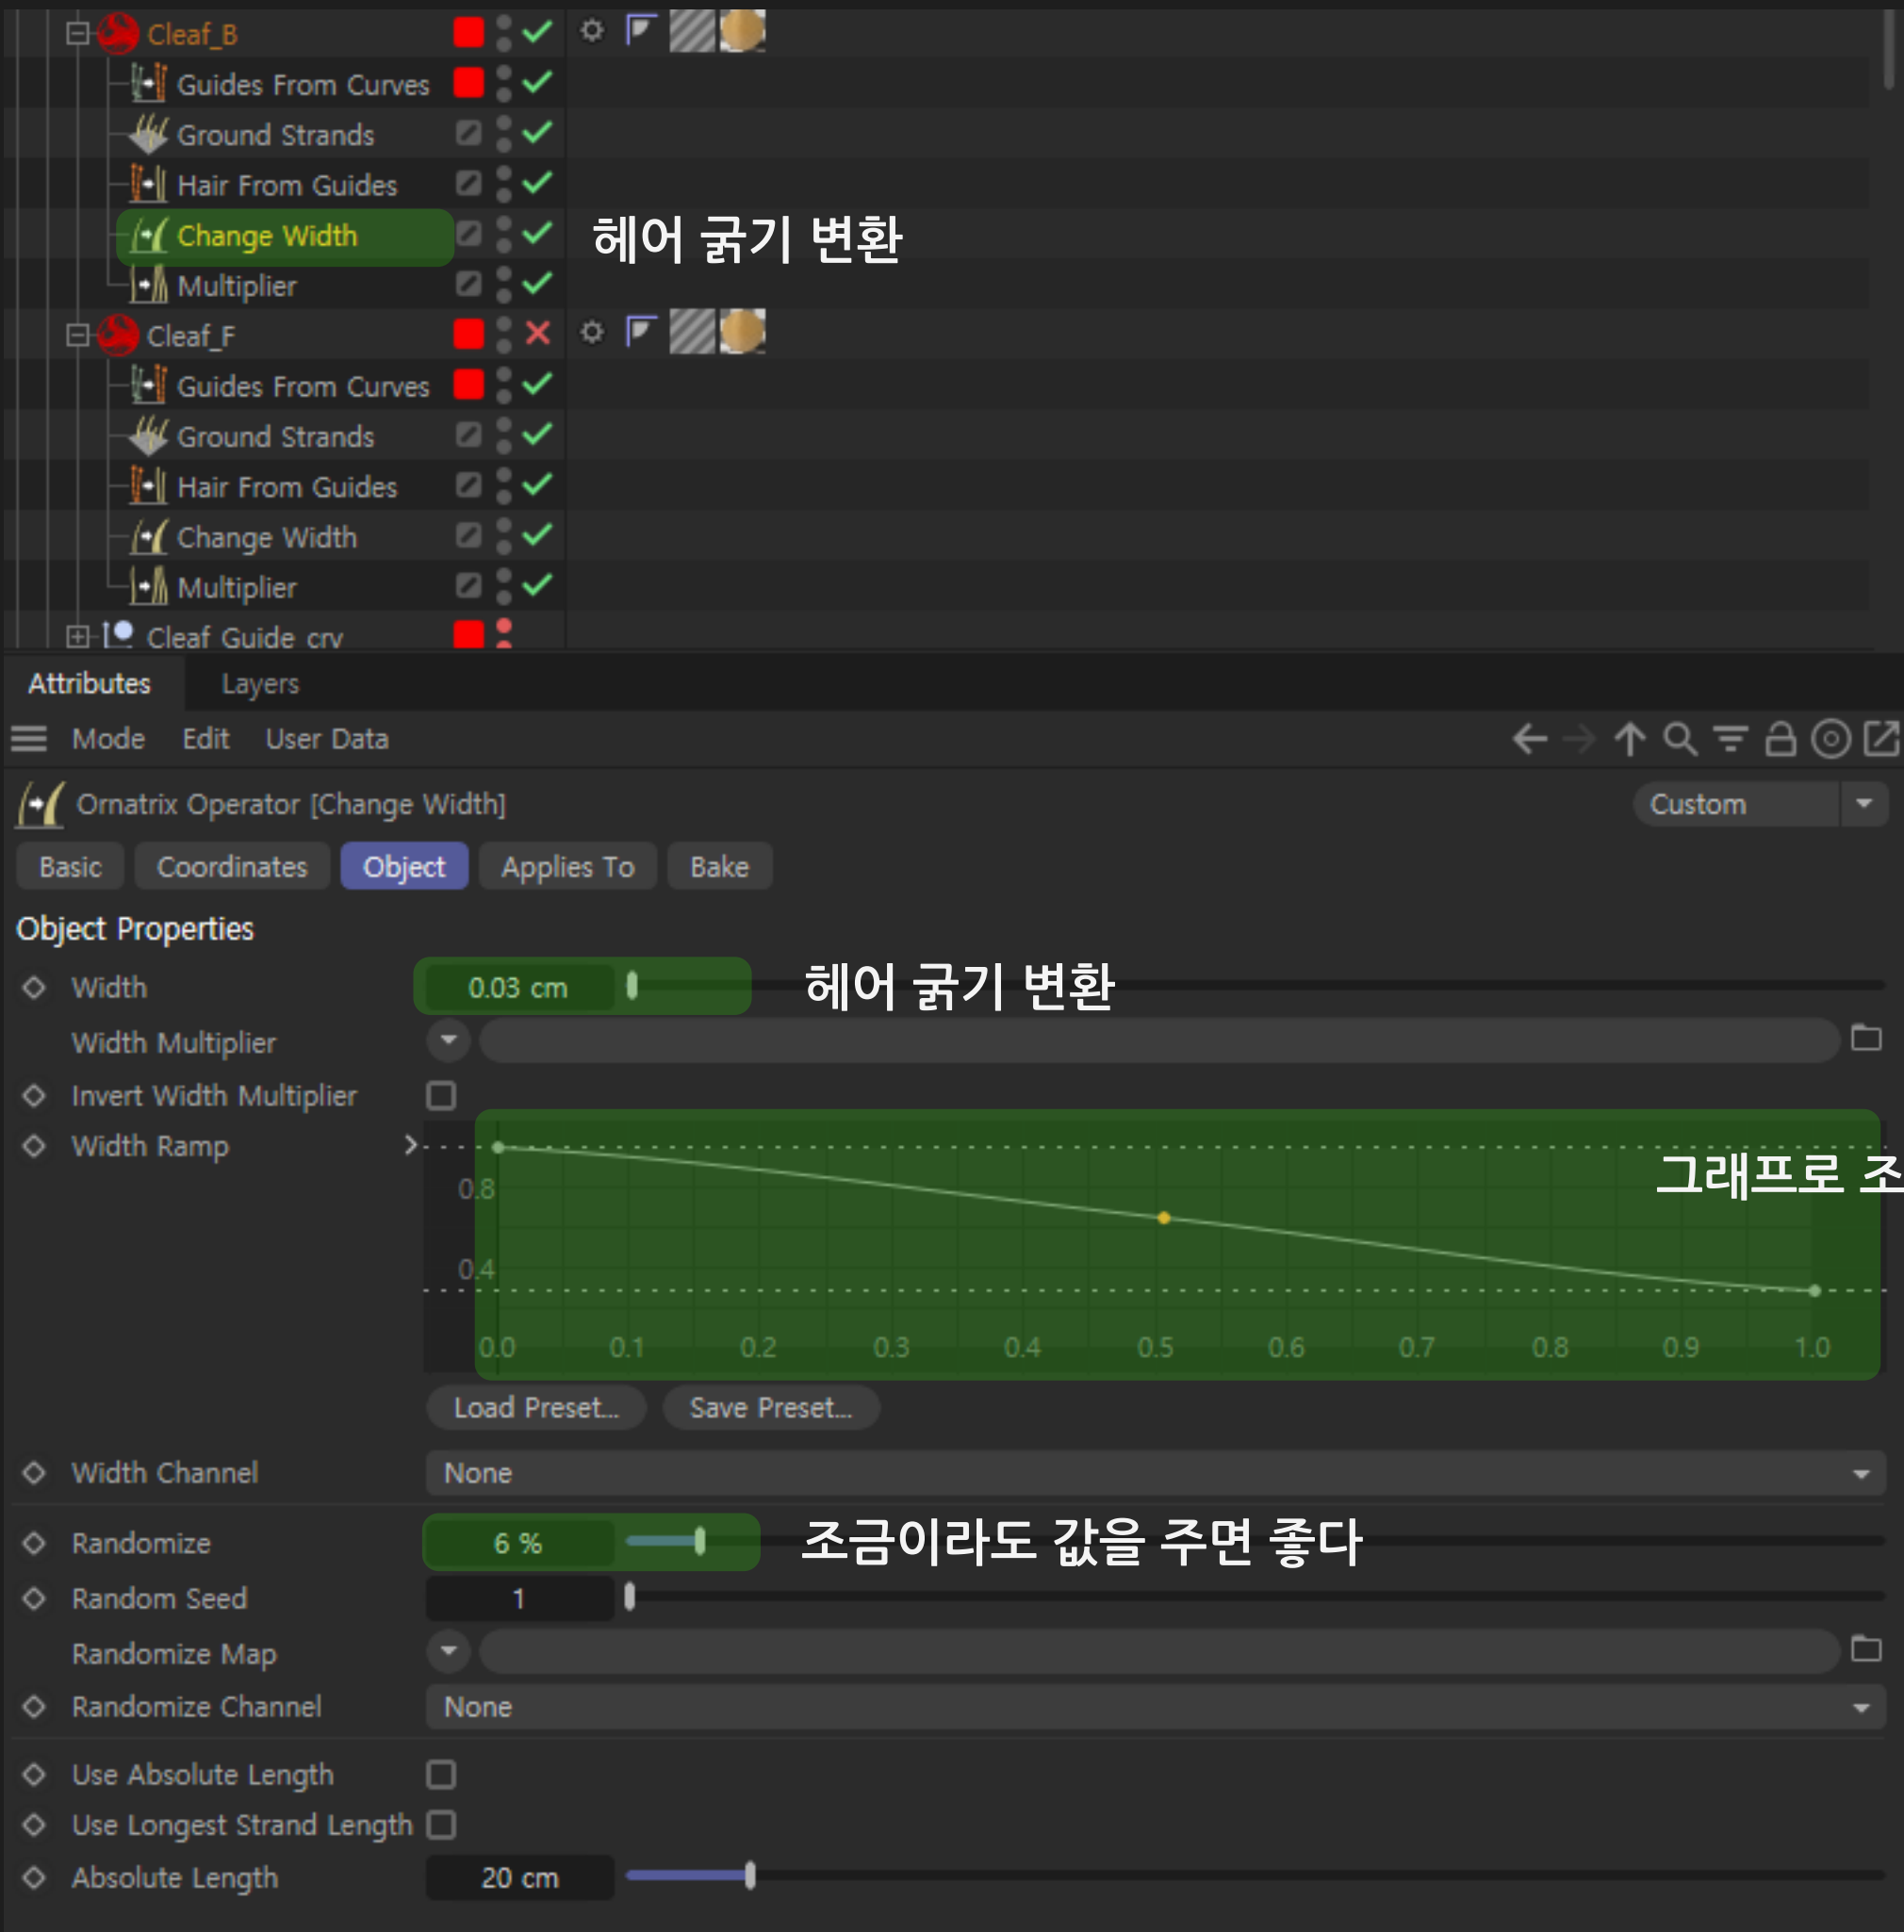 Cleaf_B
Guides From Curves
Ground Strands
Hair From Guides
Change Width 헤어 굵기 변환
Multiplier
Cleaf_F
Guides From Curves
Ground Strands
Hair From Guides
Change Width
Multiplier
Cleaf Guide crv
Attributes Layers
Mode Edit User Data
Ornatrix Operator [Change Width] Custom
Basic Coordinates Object Applies To Bake
Object Properties
Width 0.03 cm 헤어 굵기 변환
Width Multiplier
Invert Width Multiplier
Width Ramp
그래프로 조
0.8
0.4
0.0 0.1 0.2 0.3 0.4 0.5 0.6 0.7 0.8 0.9 1.0
Load Preset... Save Preset...
Width Channel None
Randomize 6 % 조금이라도 값을 주면 좋다
Random Seed 1
Randomize Map
Randomize Channel None
Use Absolute Length
Use Longest Strand Length
Absolute Length 20 cm